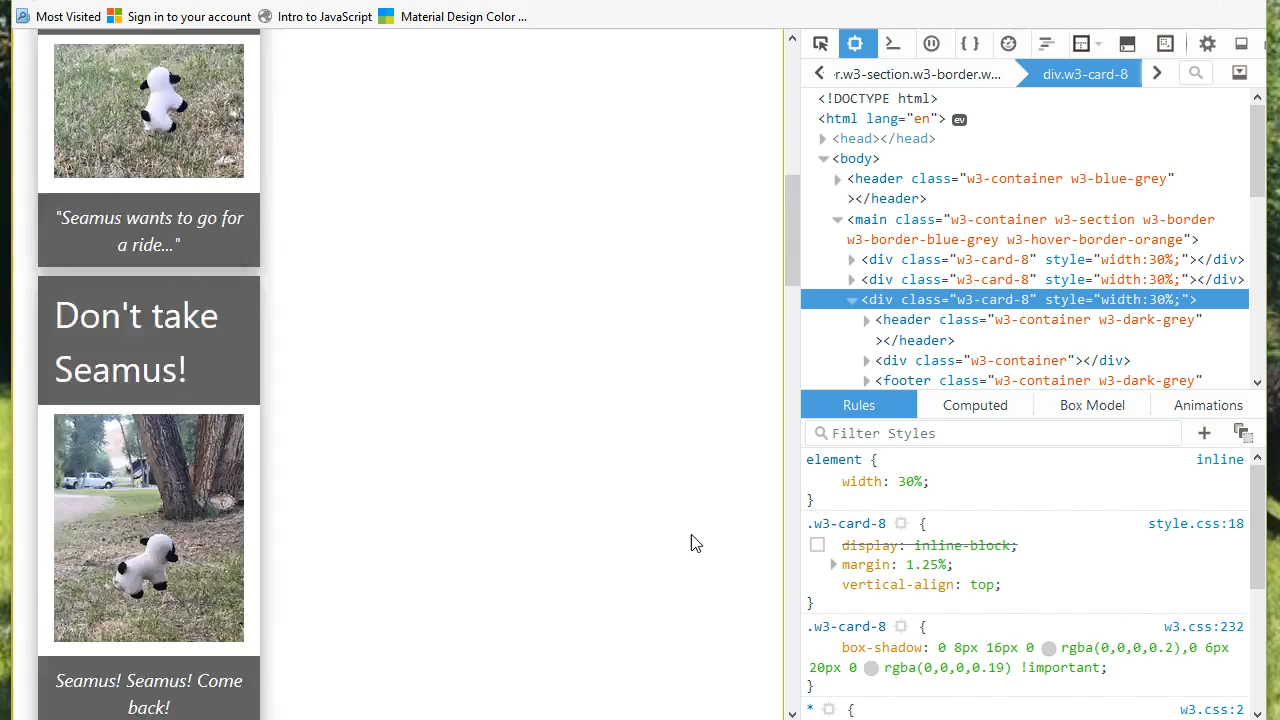 Most Visited Sign in to your account Intro to JavaScript Material Design Color ...
"Seamus wants to go for
a ride..."
Don't take
Seamus!
Seamus! Seamus! Come
back!
r.w3-section.w3-border.w... div.w3-card-8
<!DOCTYPE html>
<html lang="en"> ev
<head></head>
<body>
<header class="w3-container w3-blue-grey"
></header>
<main class="w3-container w3-section w3-border
w3-border-blue-grey w3-hover-border-orange">
<div class="w3-card-8" style="width:30%;"></div>
<div class="w3-card-8" style="width:30%;"></div>
<div class="w3-card-8" style="width:30%;">
<header class="w3-container w3-dark-grey"
></header>
<div class="w3-container"></div>
<footer class="w3-container w3-dark-grey"
Rules Computed Box Model Animations
Filter Styles
element { inline
width: 30%;
}
.w3-card-8 { style.css:18
display: inline-block;
margin: 1.25%;
vertical-align: top;
}
.w3-card-8 { w3.css:232
box-shadow: 0 8px 16px 0 rgba(0,0,0,0.2),0 6px
20px 0 rgba(0,0,0,0.19) !important;
}
* { w3.css:2